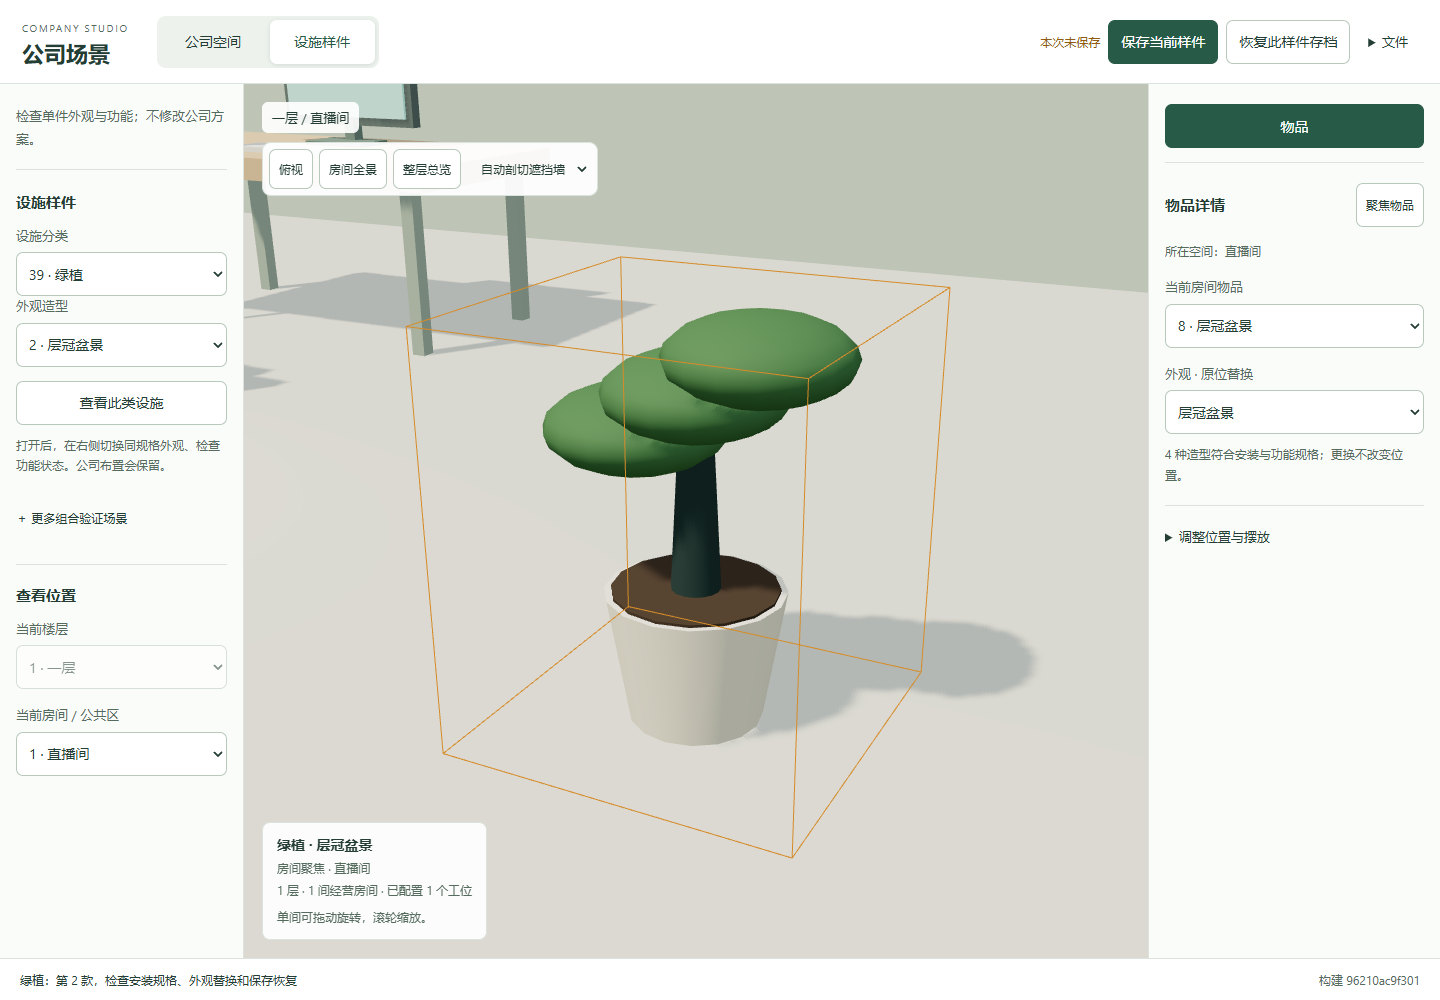 COMPANY STUDIO
公司场景
公司空间
设施样件
本次未保存
保存当前样件
恢复此样件存档
▶ 文件
检查单件外观与功能；不修改公司方
案。
设施样件
设施分类
39 · 绿植
外观造型
2 · 层冠盆景
查看此类设施
打开后，在右侧切换同规格外观、检查
功能状态。公司布置会保留。
+ 更多组合验证场景
查看位置
当前楼层
1 · 一层
当前房间 / 公共区
1 · 直播间
一层 / 直播间
俯视
房间全景
整层总览
自动剖切遮挡墙
绿植 · 层冠盆景
房间聚焦 · 直播间
1 层 · 1 间经营房间 · 已配置 1 个工位
单间可拖动旋转，滚轮缩放。
物品
物品详情
聚焦物品
所在空间：直播间
当前房间物品
8 · 层冠盆景
外观 · 原位替换
层冠盆景
4 种造型符合安装与功能规格；更换不改变位
置。
▶ 调整位置与摆放
绿植：第 2 款，检查安装规格、外观替换和保存恢复
构建 96210ac9f301